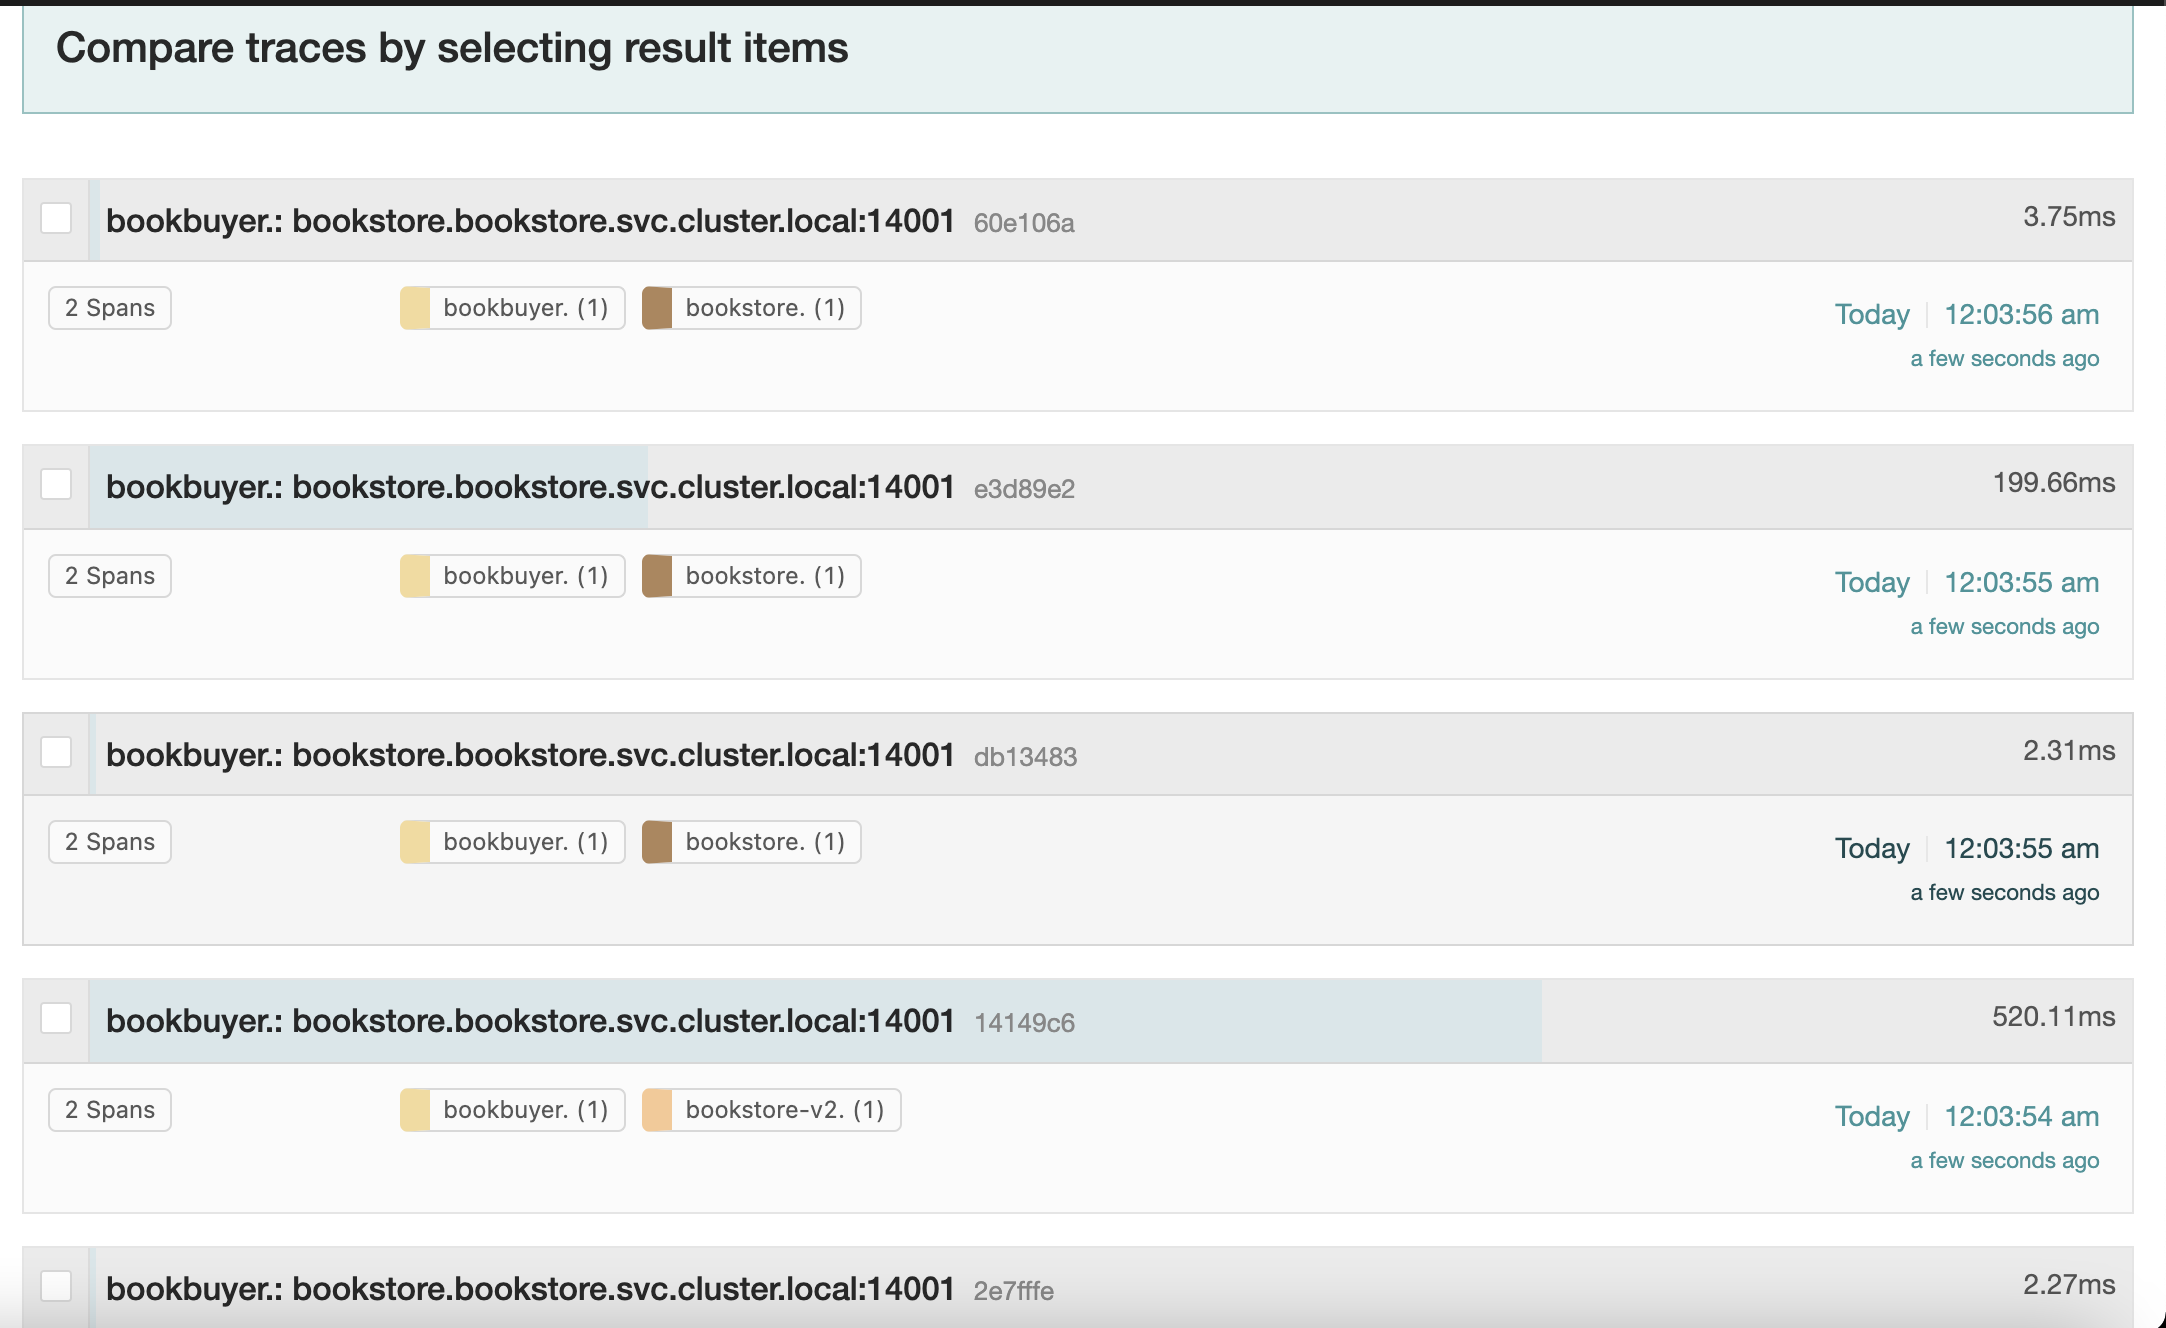 Compare traces by selecting result items
bookbuyer.: bookstore.bookstore.svc.cluster.local:14001 60e106a 3.75ms
2 Spans bookbuyer. (1) bookstore. (1) Today 12:03:56 am
a few seconds ago
bookbuyer.: bookstore.bookstore.svc.cluster.local:14001 e3d89e2 199.66ms
2 Spans bookbuyer. (1) bookstore. (1) Today 12:03:55 am
a few seconds ago
bookbuyer.: bookstore.bookstore.svc.cluster.local:14001 db13483 2.31ms
2 Spans bookbuyer. (1) bookstore. (1) Today 12:03:55 am
a few seconds ago
bookbuyer.: bookstore.bookstore.svc.cluster.local:14001 14149c6 520.11ms
2 Spans bookbuyer. (1) bookstore-v2. (1) Today 12:03:54 am
a few seconds ago
bookbuyer.: bookstore.bookstore.svc.cluster.local:14001 2e7fffe 2.27ms